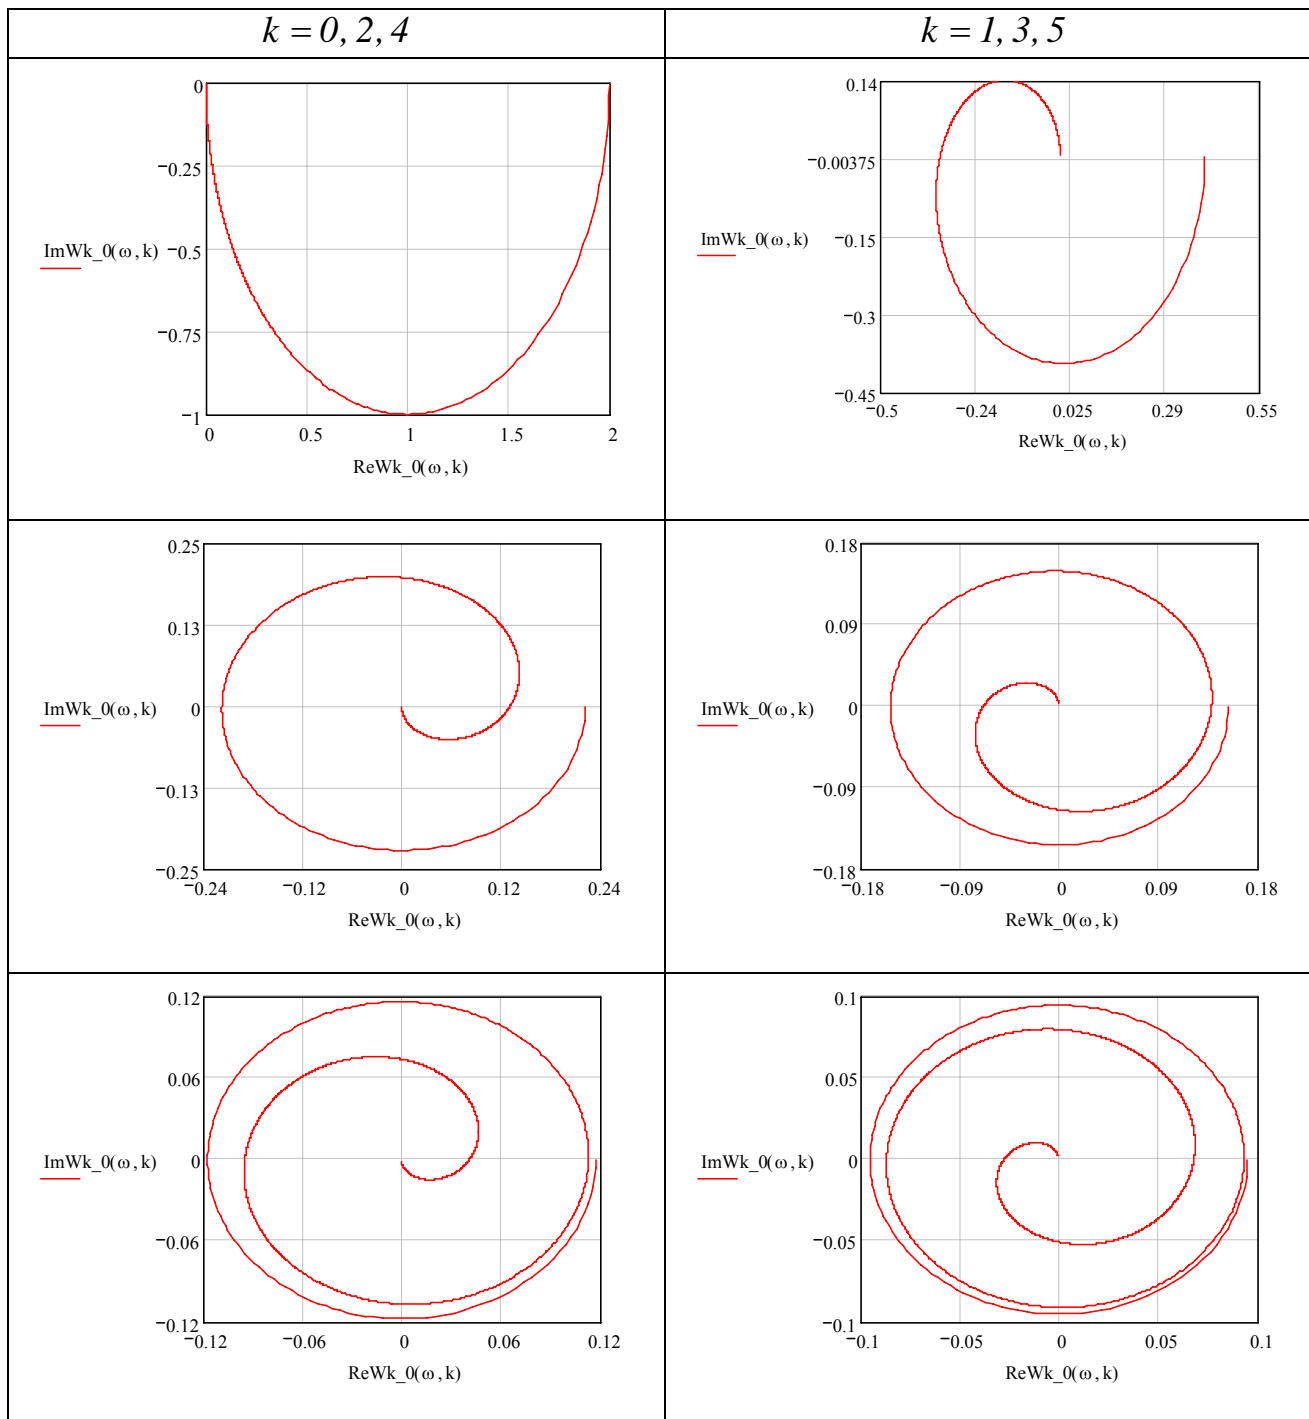 k = 0, 2, 4
k = 1, 3, 5
0
−0.25
−0.5
−0.75
−1
ImWk_0(ω, k)
0 0.5 1 1.5 2
ReWk_0(ω, k)
0.14
−0.00375
−0.15
−0.3
−0.45
ImWk_0(ω, k)
−0.5 −0.24 0.025 0.29 0.55
ReWk_0(ω, k)
0.25
0.13
0
−0.13
−0.25
ImWk_0(ω, k)
−0.24 −0.12 0 0.12 0.24
ReWk_0(ω, k)
0.18
0.09
0
−0.09
−0.18
ImWk_0(ω, k)
−0.18 −0.09 0 0.09 0.18
ReWk_0(ω, k)
0.12
0.06
0
−0.06
−0.12
ImWk_0(ω, k)
−0.12 −0.06 0 0.06 0.12
ReWk_0(ω, k)
0.1
0.05
0
−0.05
−0.1
ImWk_0(ω, k)
−0.1 −0.05 0 0.05 0.1
ReWk_0(ω, k)